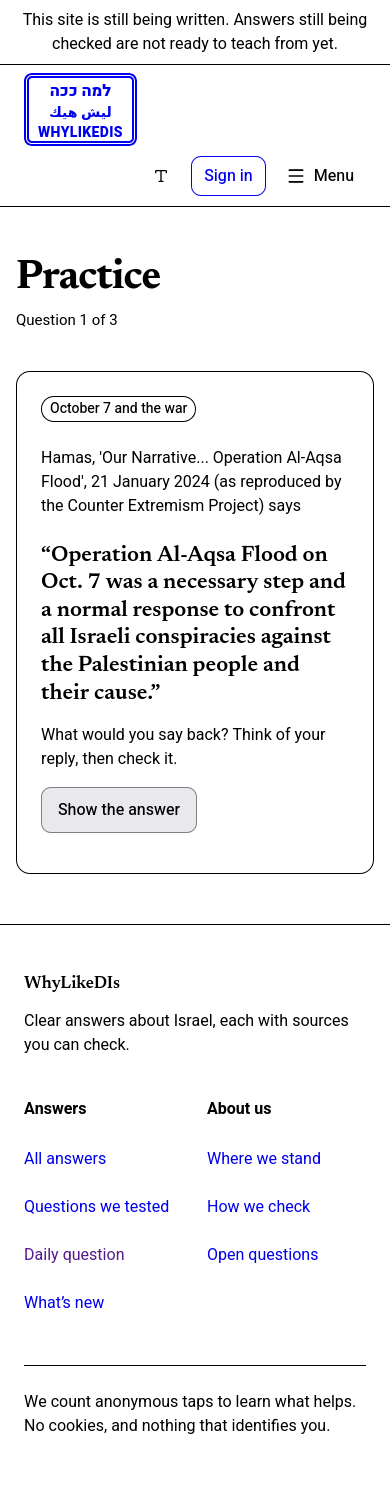 This site is still being written. Answers still being
checked are not ready to teach from yet.
למה ככה
ليش هيك
WHYLIKEDIS
T
Sign in
Menu
Practice
Question 1 of 3
October 7 and the war
Hamas, 'Our Narrative... Operation Al-Aqsa
Flood', 21 January 2024 (as reproduced by
the Counter Extremism Project) says
“Operation Al-Aqsa Flood on
Oct. 7 was a necessary step and
a normal response to confront
all Israeli conspiracies against
the Palestinian people and
their cause.”
What would you say back? Think of your
reply, then check it.
Show the answer
WhyLikeDIs
Clear answers about Israel, each with sources
you can check.
Answers
All answers
Questions we tested
Daily question
What’s new
About us
Where we stand
How we check
Open questions
We count anonymous taps to learn what helps.
No cookies, and nothing that identifies you.